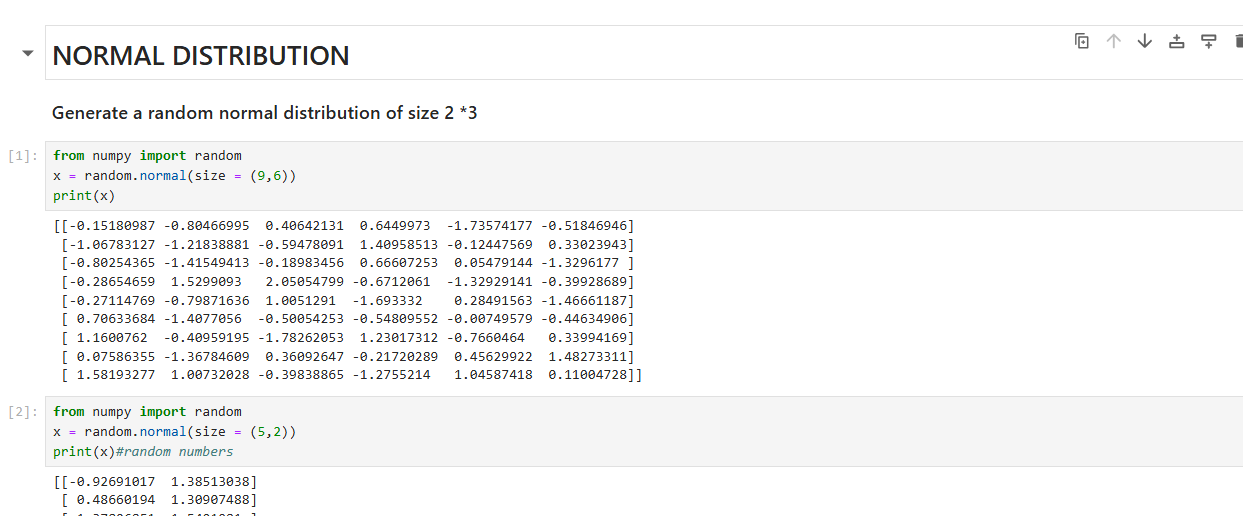 NORMAL DISTRIBUTION
Generate a random normal distribution of size 2 *3
[1]:
from numpy import random
x = random.normal(size = (9,6))
print(x)
[[-0.15180987 -0.80466995  0.40642131  0.6449973  -1.73574177 -0.51846946]
 [-1.06783127 -1.21838881 -0.59478091  1.40958513 -0.12447569  0.33023943]
 [-0.80254365 -1.41549413 -0.18983456  0.66607253  0.05479144 -1.3296177 ]
 [-0.28654659  1.5299093   2.05054799 -0.6712061  -1.32929141 -0.39928689]
 [-0.27114769 -0.79871636  1.0051291  -1.693332    0.28491563 -1.46661187]
 [ 0.70633684 -1.4077056  -0.50054253 -0.54809552 -0.00749579 -0.44634906]
 [ 1.1600762  -0.40959195 -1.78262053  1.23017312 -0.7660464   0.33994169]
 [ 0.07586355 -1.36784609  0.36092647 -0.21720289  0.45629922  1.48273311]
 [ 1.58193277  1.00732028 -0.39838865 -1.2755214   1.04587418  0.11004728]]
[2]:
from numpy import random
x = random.normal(size = (5,2))
print(x)#random numbers
[[-0.92691017  1.38513038]
 [ 0.48660194  1.30907488]